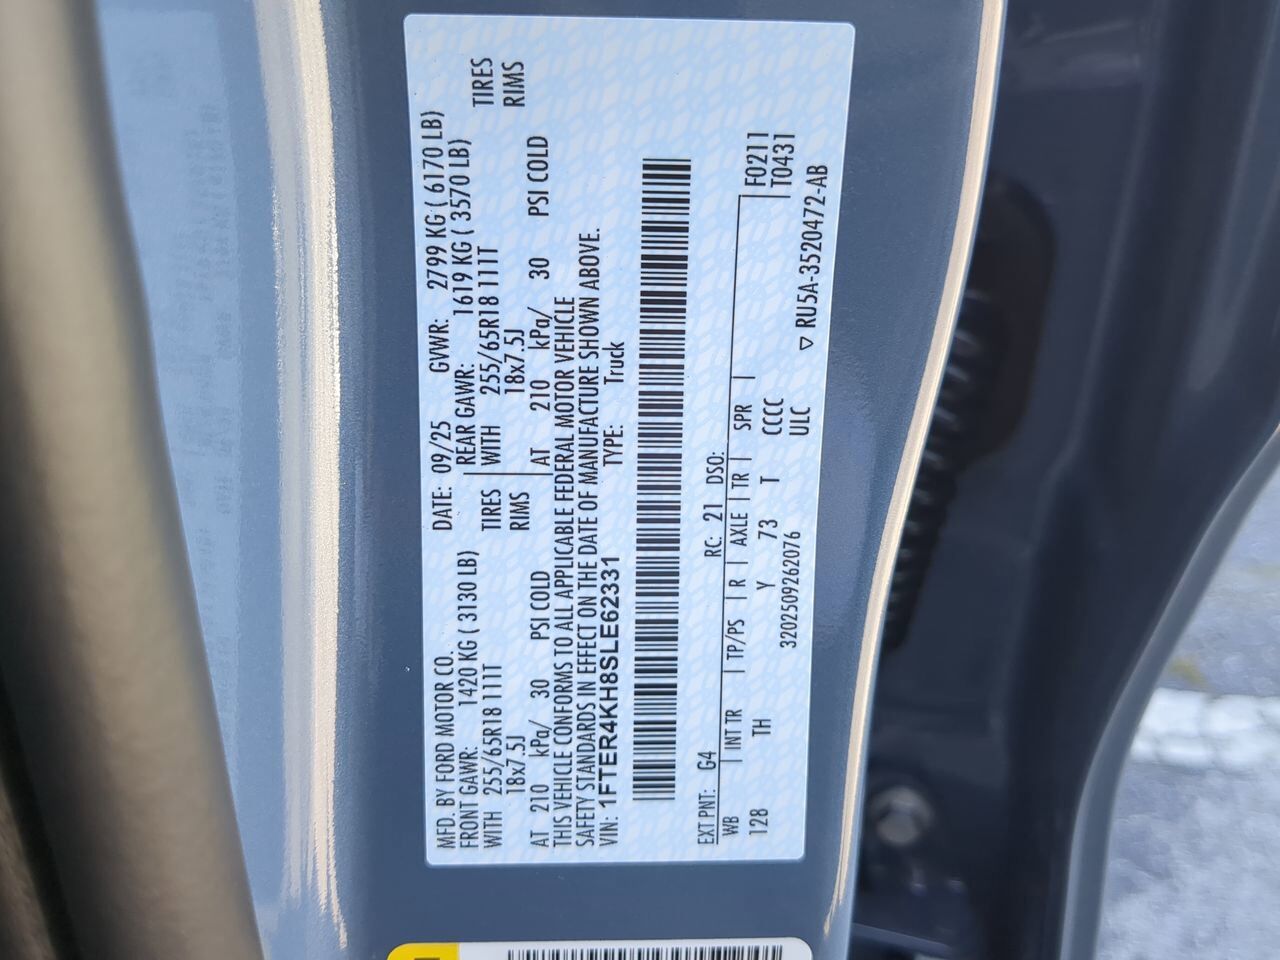 MFD. BY FORD MOTOR CO.
DATE: 09/25 GVWR: 2799 KG ( 6170 LB)
FRONT GAWR: 1420 KG ( 3130 LB) REAR GAWR: 1619 KG ( 3570 LB)
WITH 255/65R18 111T TIRES WITH 255/65R18 111T TIRES
18x7.5J RIMS 18x7.5J RIMS
AT 210 kPa/ 30 PSI COLD AT 210 kPa/ 30 PSI COLD
THIS VEHICLE CONFORMS TO ALL APPLICABLE FEDERAL MOTOR VEHICLE
SAFETY STANDARDS IN EFFECT ON THE DATE OF MANUFACTURE SHOWN ABOVE.
VIN: 1FTER4KH8SLE62331 TYPE: Truck
EXT PNT: G4 RC: 21 DSO:
WB INT TR TP/PS R AXLE TR SPR F0211
128 TH Y 73 T CCCC T0431
ULC
3202509262076 ▽ RU5A-3520472-AB